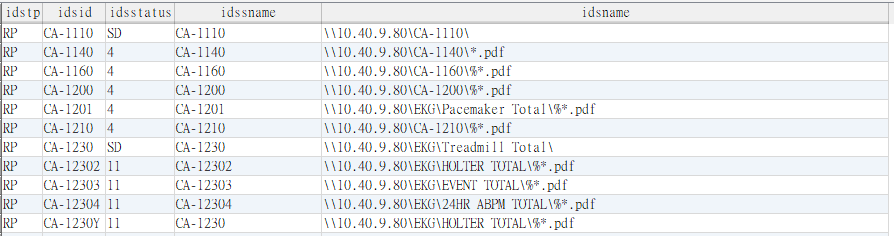 idstp idsid idsstatus idssname idsname
RP CA-1110 SD CA-1110 \\10.40.9.80\CA-1110\
RP CA-1140 4 CA-1140 \\10.40.9.80\CA-1140\*.pdf
RP CA-1160 4 CA-1160 \\10.40.9.80\CA-1160\%*.pdf
RP CA-1200 4 CA-1200 \\10.40.9.80\CA-1200\%*.pdf
RP CA-1201 4 CA-1201 \\10.40.9.80\EKG\Pacemaker Total\%*.pdf
RP CA-1210 4 CA-1210 \\10.40.9.80\CA-1210\%*.pdf
RP CA-1230 SD CA-1230 \\10.40.9.80\EKG\Treadmill Total\
RP CA-12302 11 CA-12302 \\10.40.9.80\EKG\HOLTER TOTAL\%*.pdf
RP CA-12303 11 CA-12303 \\10.40.9.80\EKG\EVENT TOTAL\%*.pdf
RP CA-12304 11 CA-12304 \\10.40.9.80\EKG\24HR ABPM TOTAL\%*.pdf
RP CA-1230Y 11 CA-1230 \\10.40.9.80\EKG\HOLTER TOTAL\%*.pdf